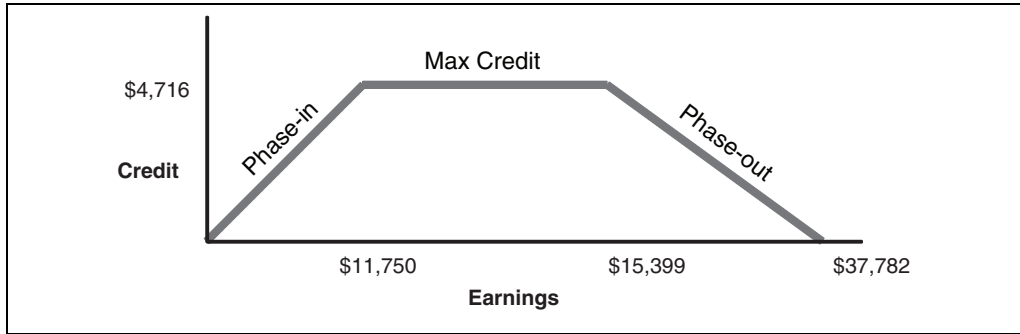 Max Credit
$4,716
Phase-in
Phase-out
Credit
$11,750
$15,399
$37,782
Earnings